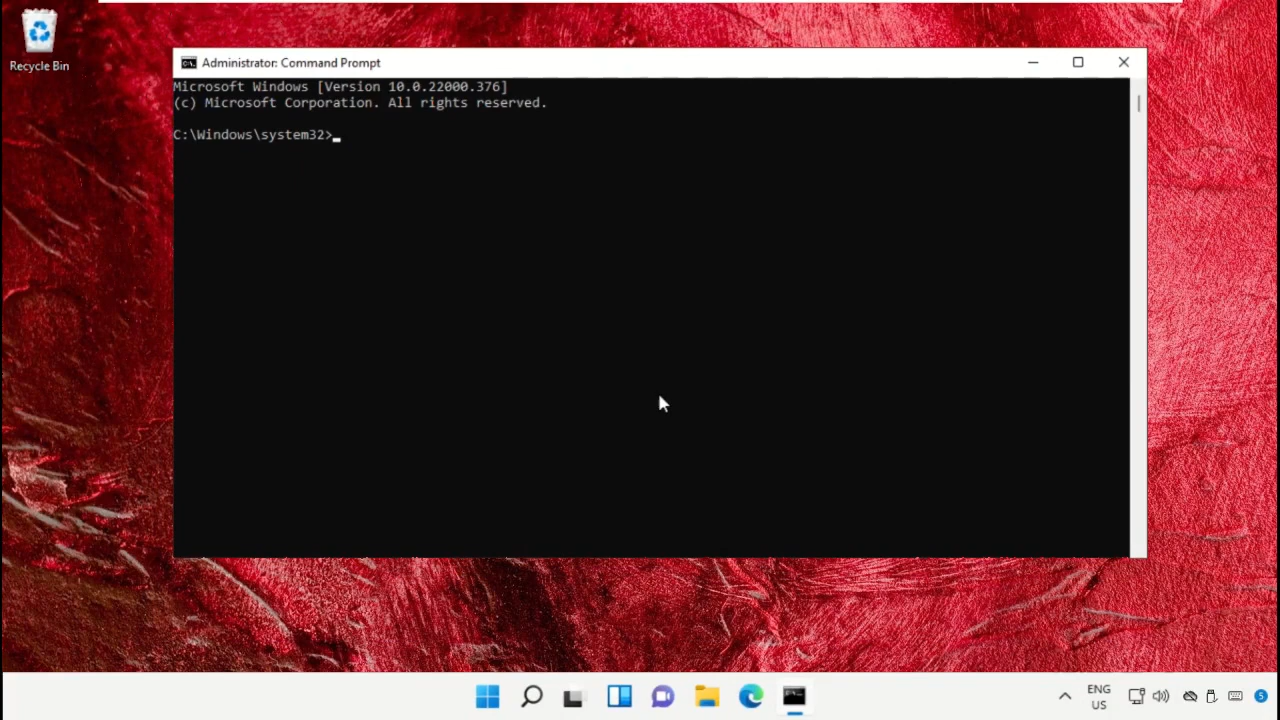 Recycle Bin
Administrator: Command Prompt
Microsoft Windows [Version 10.0.22000.376]
(c) Microsoft Corporation. All rights reserved.
C:\Windows\system32>
ENG
US
5